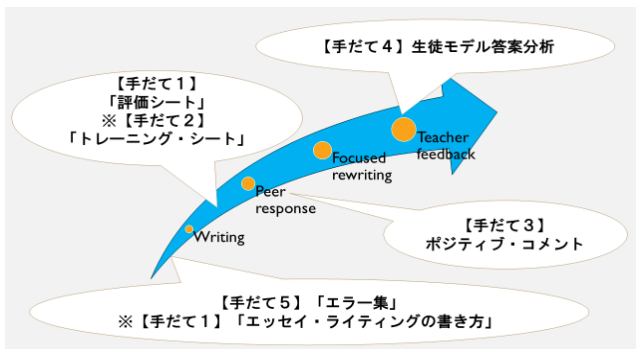 【手だて４】生徒モデル答案分析
【手だて１】
「評価シート」
※【手だて２】
「トレーニング・シート」
Teacher
feedback
Focused
rewriting
Peer
response
Writing
【手だて３】
ポジティブ・コメント
【手だて５】「エラー集」
※【手だて１】「エッセイ・ライティングの書き方」